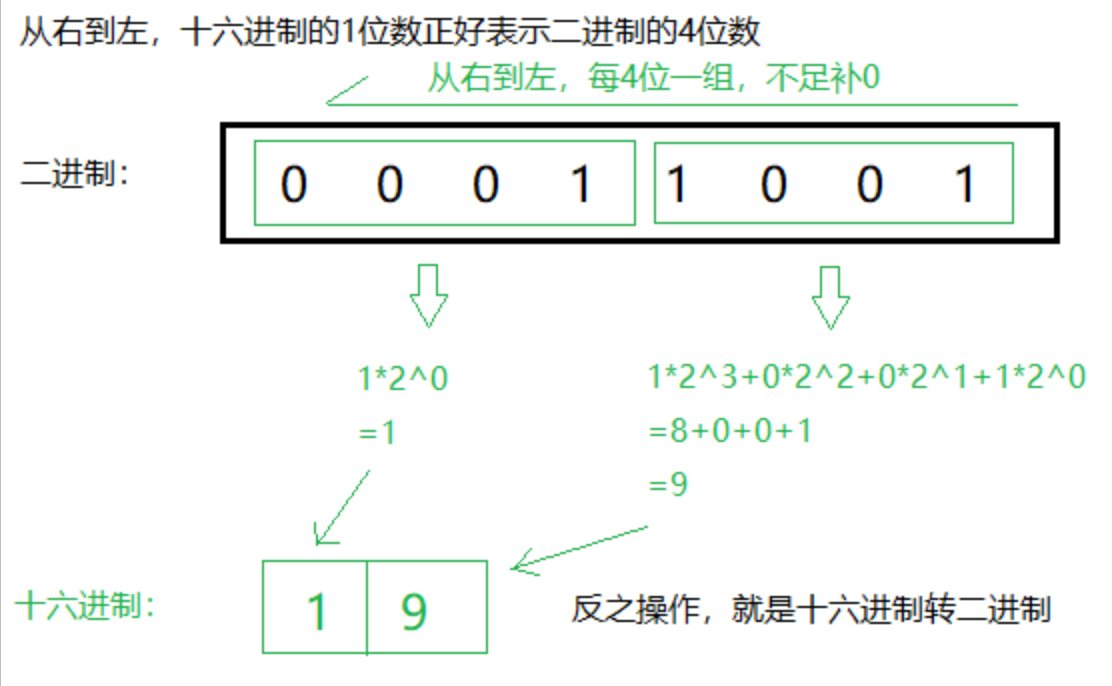 从右到左，十六进制的1位数正好表示二进制的4位数
从右到左，每4位一组，不足补0
二进制： 0 0 0 1 1 0 0 1
1*2^0 1*2^3+0*2^2+0*2^1+1*2^0
=1 =8+0+0+1
=9
十六进制： 1 9 反之操作，就是十六进制转二进制